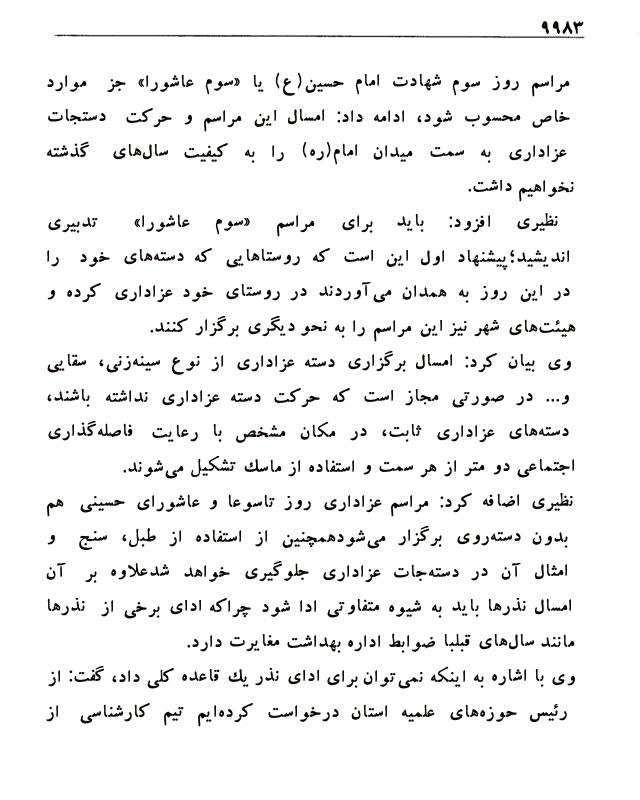 ۹۹۸۳
مراسم روز سوم شهادت امام حسین(ع) یا «سوم عاشورا» جز موارد
خاص محسوب شود، ادامه داد: امسال این مراسم و حرکت دستجات
عزاداری به سمت میدان امام(ره) را به کیفیت سال‌های گذشته
نخواهیم داشت.
نظیری افزود: باید برای مراسم «سوم عاشورا» تدبیری
اندیشید؛پیشنهاد اول این است که روستاهایی که دسته‌های خود را
در این روز به همدان می‌آوردند در روستای خود عزاداری کرده و
هیئت‌های شهر نیز این مراسم را به نحو دیگری برگزار کنند.
وی بیان کرد: امسال برگزاری دسته عزاداری از نوع سینه‌زنی، سقایی
و... در صورتی مجاز است که حرکت دسته عزاداری نداشته باشند،
دسته‌های عزاداری ثابت، در مکان مشخص با رعایت فاصله‌گذاری
اجتماعی دو متر از هر سمت و استفاده از ماسک تشکیل می‌شوند.
نظیری اضافه کرد: مراسم عزاداری روز تاسوعا و عاشورای حسینی هم
بدون دسته‌روی برگزار می‌شودهمچنین از استفاده از طبل، سنج و
امثال آن در دسته‌جات عزاداری جلوگیری خواهد شدعلاوه بر آن
امسال نذرها باید به شیوه متفاوتی ادا شود چراکه ادای برخی از نذرها
مانند سال‌های قبلبا ضوابط اداره بهداشت مغایرت دارد.
وی با اشاره به اینکه نمی‌توان برای ادای نذر یك قاعده کلی داد، گفت: از
رئیس حوزه‌های علمیه استان درخواست کرده‌ایم تیم کارشناسی از